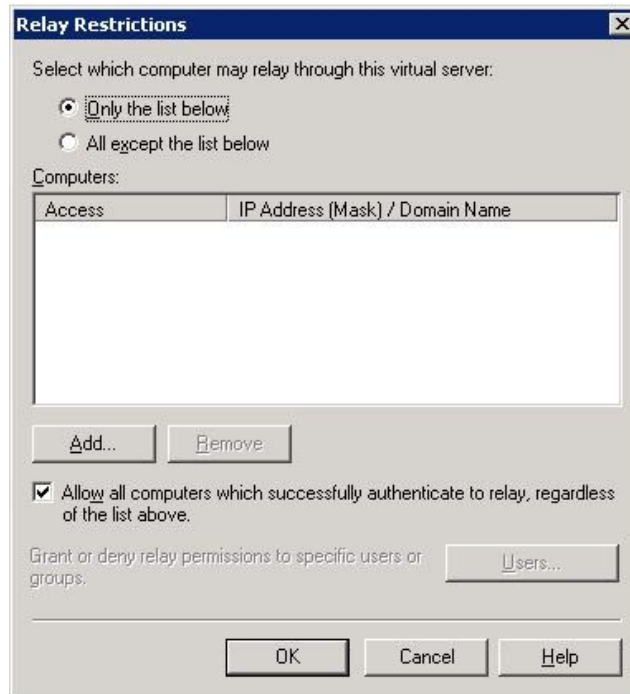 Relay Restrictions
Select which computer may relay through this virtual server:
Only the list below
All except the list below
Computers:
Access IP Address (Mask) / Domain Name
Add... Remove
Allow all computers which successfully authenticate to relay, regardless
of the list above.
Grant or deny relay permissions to specific users or
groups.
Users...
OK Cancel Help